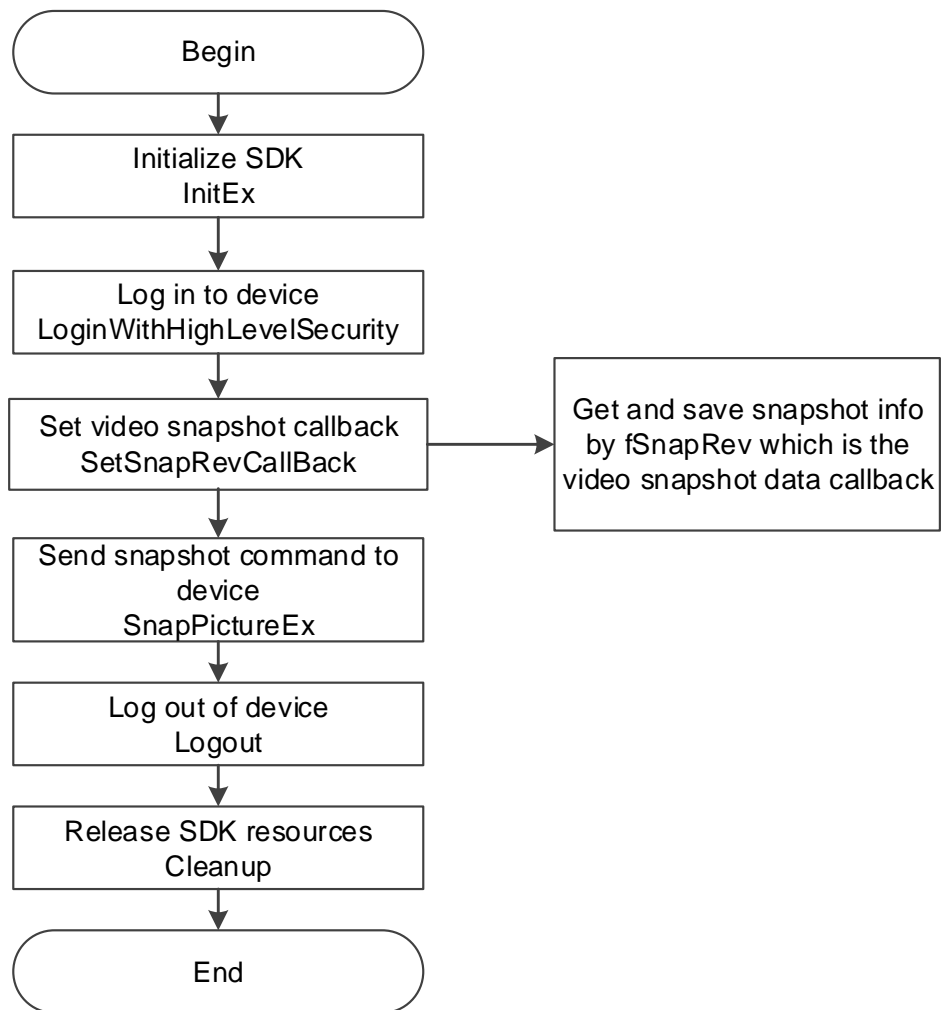 Begin
Initialize SDK
InitEx
Log in to device
LoginWithHighLevelSecurity
Set video snapshot callback
SetSnapRevCallBack
Get and save snapshot info
by fSnapRev which is the
video snapshot data callback
Send snapshot command to
device
SnapPictureEx
Log out of device
Logout
Release SDK resources
Cleanup
End